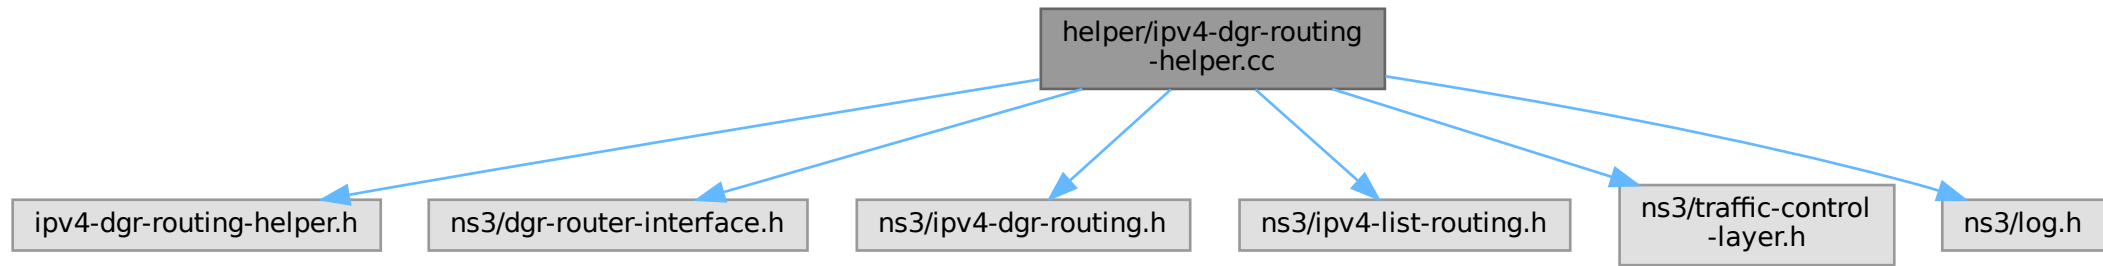 helper/ipv4-dgr-routing
-helper.cc
ipv4-dgr-routing-helper.h
ns3/dgr-router-interface.h
ns3/ipv4-dgr-routing.h
ns3/ipv4-list-routing.h
ns3/traffic-control
-layer.h
ns3/log.h